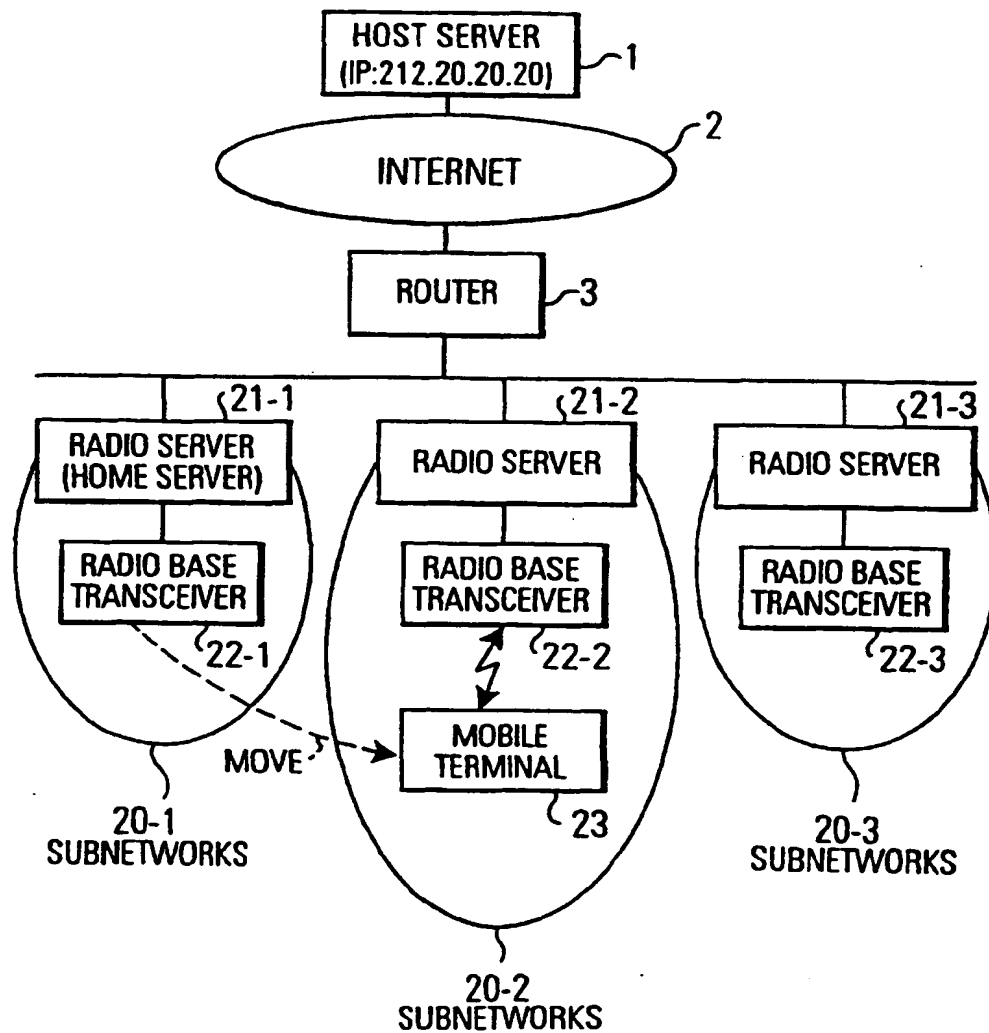 HOST SERVER
(IP:212.20.20.20)
1
2
INTERNET
ROUTER
3
21-1
21-2
21-3
RADIO SERVER
(HOME SERVER)
RADIO SERVER
RADIO SERVER
RADIO BASE
TRANSCEIVER
RADIO BASE
TRANSCEIVER
RADIO BASE
TRANSCEIVER
22-1
22-2
22-3
MOVE
MOBILE
TERMINAL
23
20-1
SUBNETWORKS
20-3
SUBNETWORKS
20-2
SUBNETWORKS